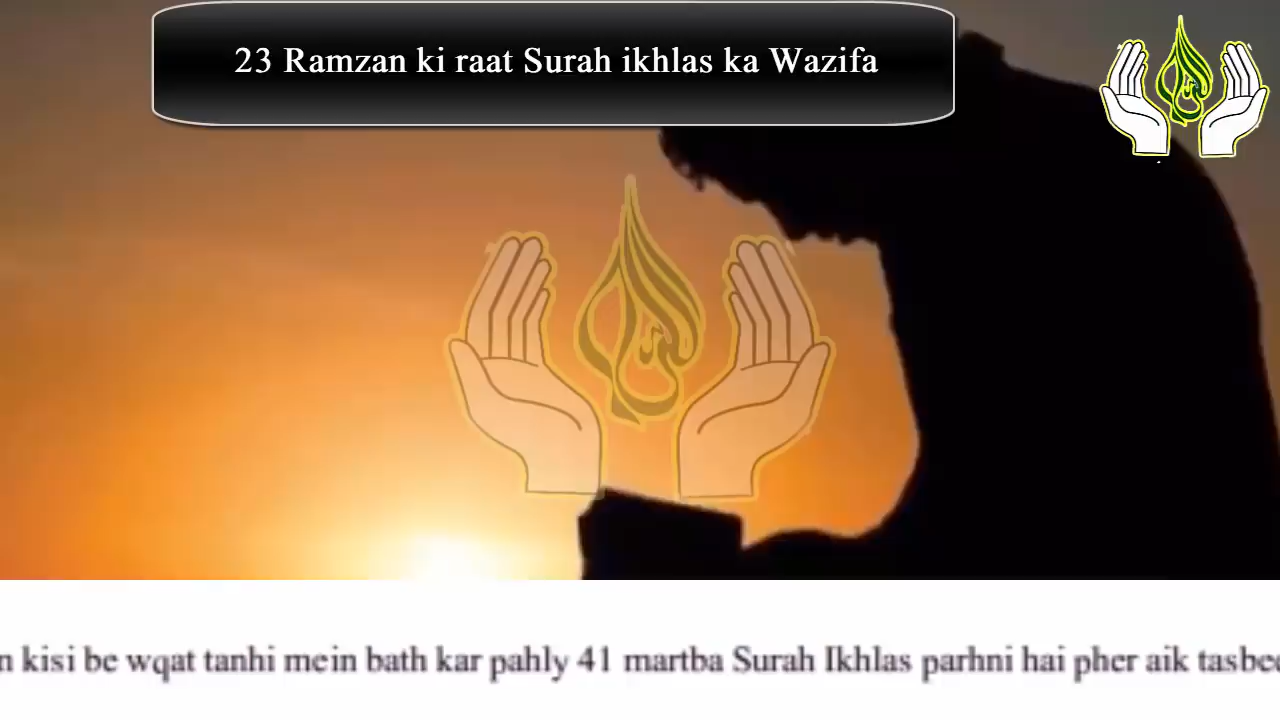 23 Ramzan ki raat Surah ikhlas ka Wazifa
n kisi be wqat tanhi mein bath kar pahly 41 martba Surah Ikhlas parhni hai pher aik tasbee